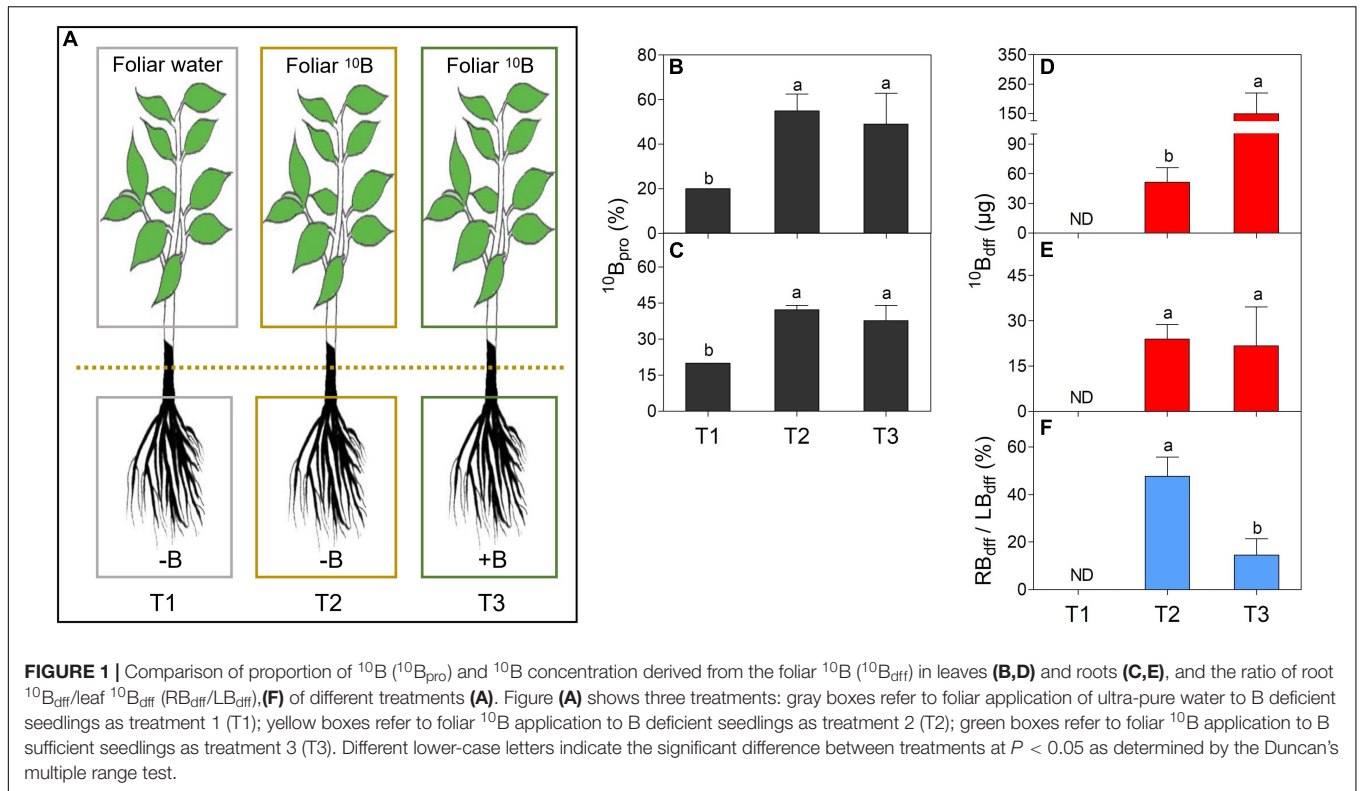 A
Foliar water Foliar ¹⁰B Foliar ¹⁰B
-B -B +B
T1 T2 T3
B
¹⁰Bpro (%)
80
60
40
20
0
b a a
C
60
45
30
15
0
b a a
T1 T2 T3
D
¹⁰Bdff (µg)
350
250
150
90
60
30
0
ND b a
E
45
30
15
0
ND a a
F
RBdff / LBdff (%)
60
40
20
0
ND a b
T1 T2 T3
FIGURE 1 | Comparison of proportion of ¹⁰B (¹⁰Bpro) and ¹⁰B concentration derived from the foliar ¹⁰B (¹⁰Bdff) in leaves (B,D) and roots (C,E), and the ratio of root
¹⁰Bdff/leaf ¹⁰Bdff (RBdff/LBdff),(F) of different treatments (A). Figure (A) shows three treatments: gray boxes refer to foliar application of ultra-pure water to B deficient
seedlings as treatment 1 (T1); yellow boxes refer to foliar ¹⁰B application to B deficient seedlings as treatment 2 (T2); green boxes refer to foliar ¹⁰B application to B
sufficient seedlings as treatment 3 (T3). Different lower-case letters indicate the significant difference between treatments at P < 0.05 as determined by the Duncan's
multiple range test.